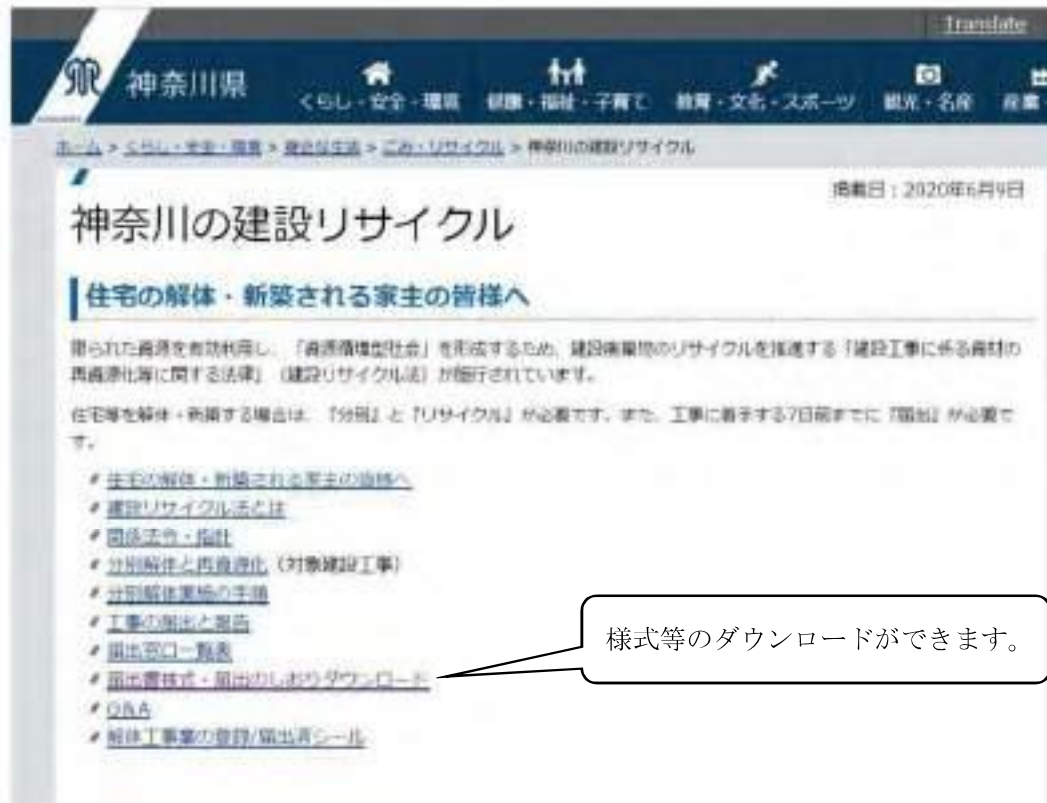 Translate
神奈川県
くらし・安全・環境 健康・福祉・子育て 教育・文化・スポーツ 観光・名産 産業・
ホーム > くらし・安全・環境 > 身近な生活 > ごみ・リサイクル > 神奈川の建設リサイクル
掲載日:2020年6月9日
神奈川の建設リサイクル
住宅の解体・新築される家主の皆様へ
限られた資源を有効利用し、「資源循環型社会」を形成するため、建設廃棄物のリサイクルを推進する「建設工事に係る資材の
再資源化等に関する法律」(建設リサイクル法)が施行されています。
住宅等を解体・新築する場合は、『分別』と『リサイクル』が必要です。また、工事に着手する7日前までに『届出』が必要で
す。
住宅の解体・新築される家主の皆様へ
建設リサイクル法とは
関係法令・指針
分別解体と再資源化(対象建設工事)
分別解体実施の手順
工事の届出と報告
届出窓口一覧表
届出書様式・届出のしおりダウンロード
様式等のダウンロードができます。
Q&A
解体工事業の登録/届出済シール